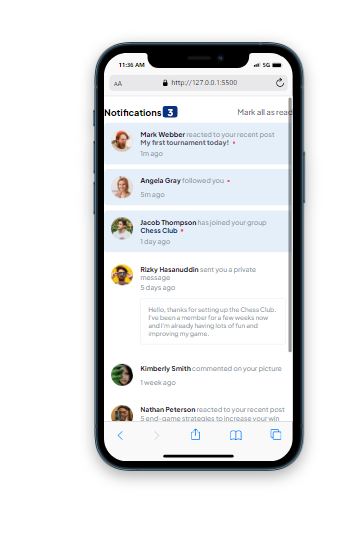 11:36 AM
5G
AA
http://127.0.0.1:5500
Notifications 3
Mark all as read
Mark Webber reacted to your recent post
My first tournament today!
1m ago
Angela Gray followed you
5m ago
Jacob Thompson has joined your group
Chess Club
1 day ago
Rizky Hasanuddin sent you a private
message
5 days ago
Hello, thanks for setting up the Chess Club.
I've been a member for a few weeks now
and I'm already having lots of fun and
improving my game.
Kimberly Smith commented on your picture
1 week ago
Nathan Peterson reacted to your recent post
5 end-game strategies to increase your win